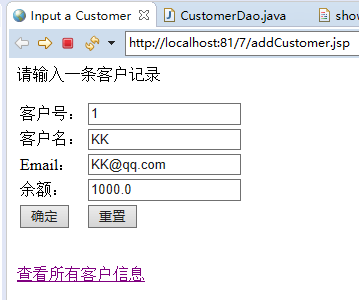 Input a Customer CustomerDao.java show
http://localhost:81/7/addCustomer.jsp
请输入一条客户记录
客户号： 1
客户名： KK
Email： KK@qq.com
余额： 1000.0
确定 重置
查看所有客户信息